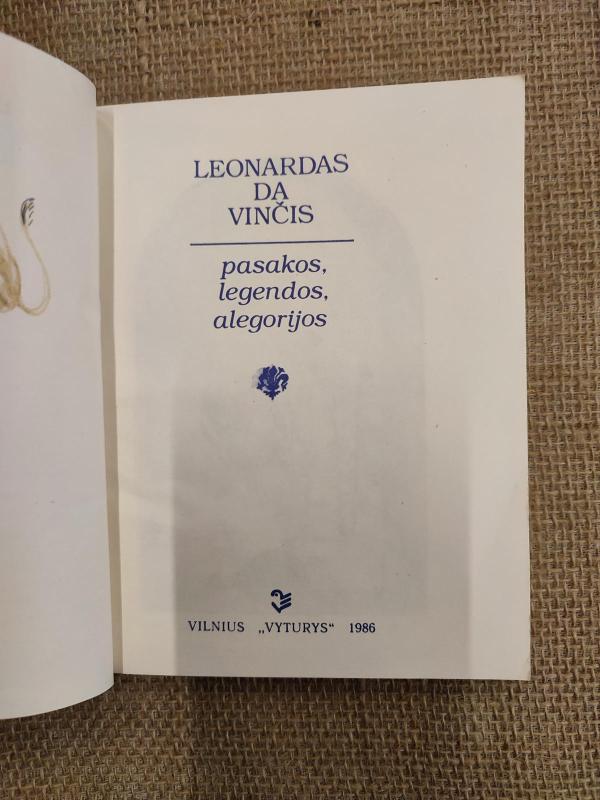 LEONARDAS
DA
VINČIS
pasakos,
legendos,
alegorijos
VILNIUS „VYTURYS“ 1986